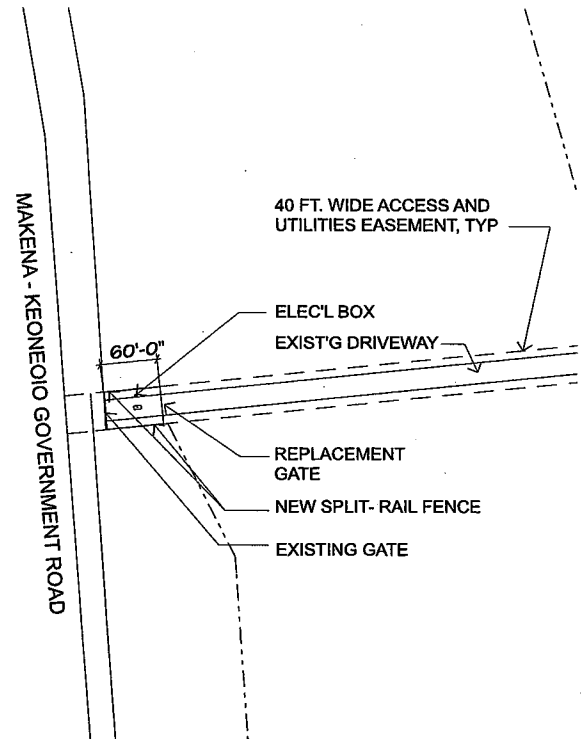 40 FT. WIDE ACCESS AND
UTILITIES EASEMENT, TYP
MAKENA - KEONEOIO GOVERNMENT ROAD
ELEC'L BOX
EXIST'G DRIVEWAY
60'-0"
REPLACEMENT
GATE
NEW SPLIT- RAIL FENCE
EXISTING GATE